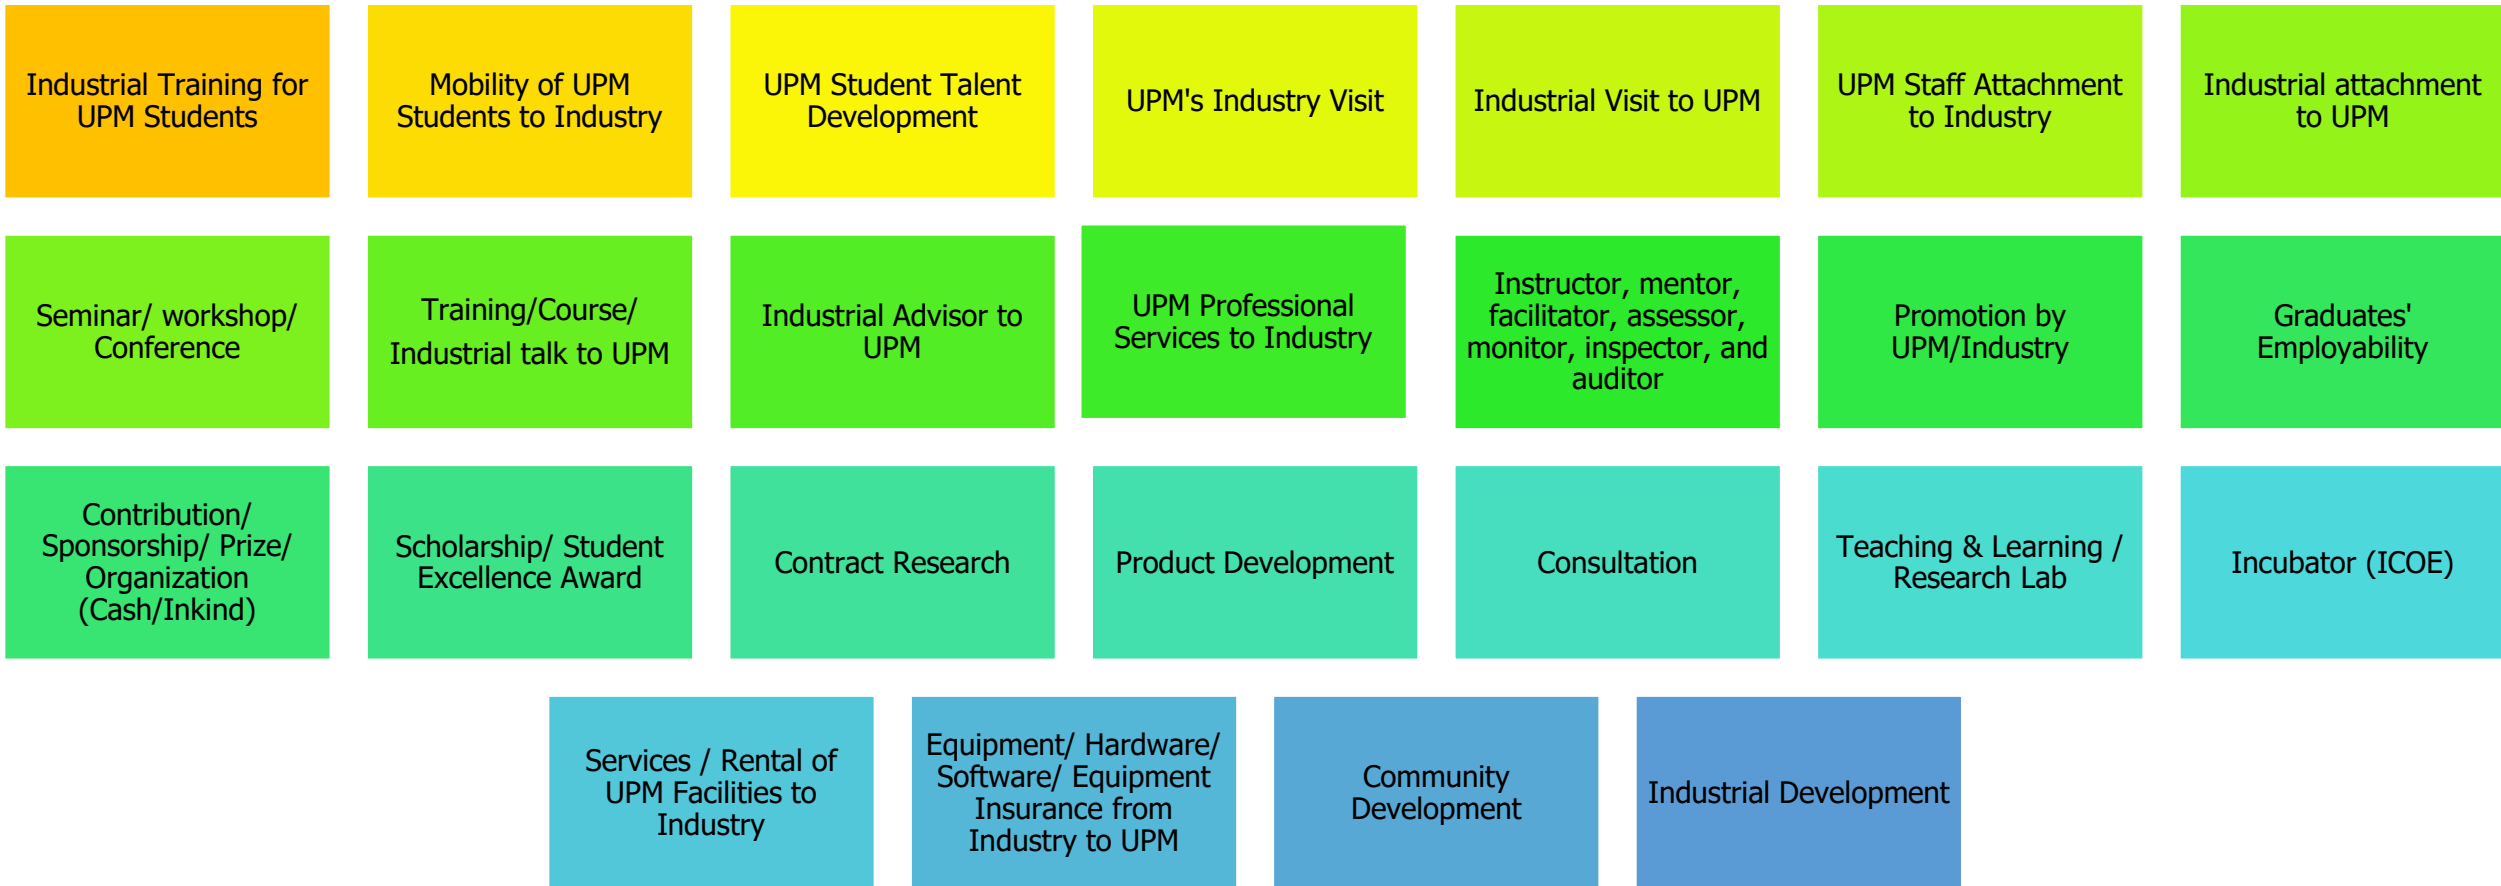 Industrial Training for
UPM Students
Mobility of UPM
Students to Industry
UPM Student Talent
Development
UPM's Industry Visit
Industrial Visit to UPM
UPM Staff Attachment
to Industry
Industrial attachment
to UPM
Seminar/ workshop/
Conference
Training/Course/
Industrial talk to UPM
Industrial Advisor to
UPM
UPM Professional
Services to Industry
Instructor, mentor,
facilitator, assessor,
monitor, inspector, and
auditor
Promotion by
UPM/Industry
Graduates'
Employability
Contribution/
Sponsorship/ Prize/
Organization
(Cash/Inkind)
Scholarship/ Student
Excellence Award
Contract Research
Product Development
Consultation
Teaching & Learning /
Research Lab
Incubator (ICOE)
Services / Rental of
UPM Facilities to
Industry
Equipment/ Hardware/
Software/ Equipment
Insurance from
Industry to UPM
Community
Development
Industrial Development